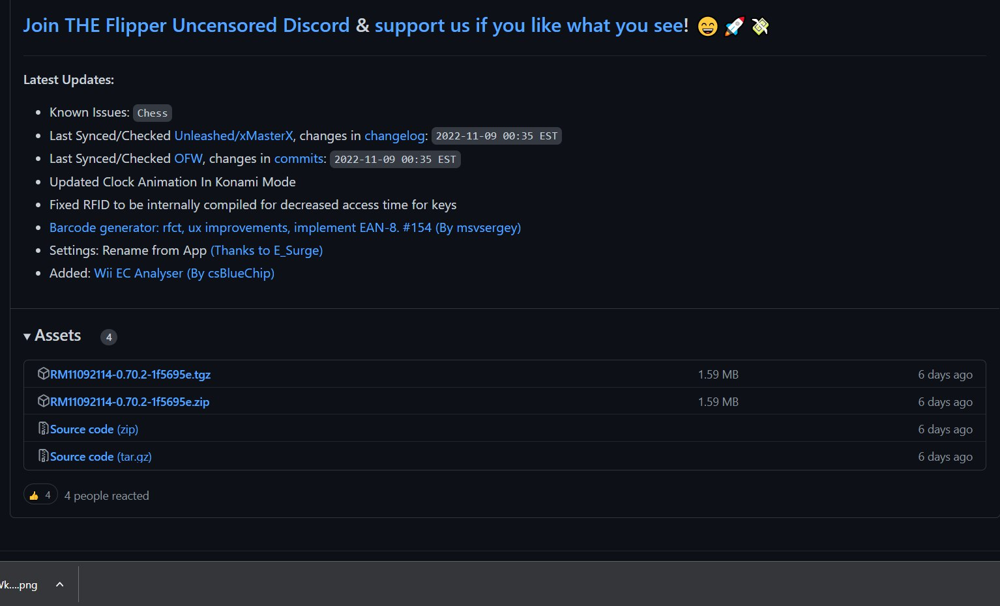 Join THE Flipper Uncensored Discord & support us if you like what you see! 😄 🚀 💸
Latest Updates:
Known Issues: Chess
Last Synced/Checked Unleashed/xMasterX, changes in changelog: 2022-11-09 00:35 EST
Last Synced/Checked OFW, changes in commits: 2022-11-09 00:35 EST
Updated Clock Animation In Konami Mode
Fixed RFID to be internally compiled for decreased access time for keys
Barcode generator: rfct, ux improvements, implement EAN-8. #154 (By msvsergey)
Settings: Rename from App (Thanks to E_Surge)
Added: Wii EC Analyser (By csBlueChip)
Assets 4
RM11092114-0.70.2-1f5695e.tgz 1.59 MB 6 days ago
RM11092114-0.70.2-1f5695e.zip 1.59 MB 6 days ago
Source code (zip) 6 days ago
Source code (tar.gz) 6 days ago
👍 4 4 people reacted
k....png